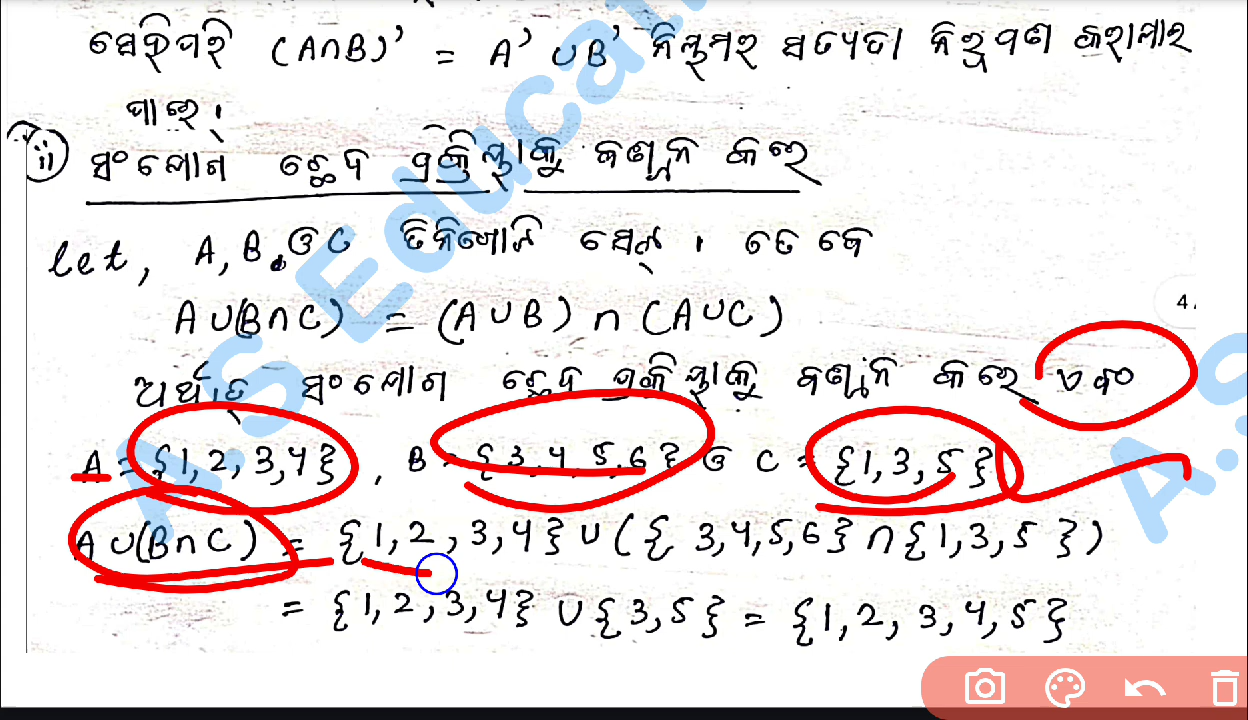 ସେହିପରି (A∩B)' = A' ∪ B' ନିୟମର ସତ୍ୟତା ନିରୂପଣ କରାଯାଇ
ପାରେ।
ii) ସଂଯୋଗ ଛେଦ ପ୍ରକ୍ରିୟାକୁ ବଣ୍ଟନ କରେ
let, A, B ଓ C ତିନିଗୋଟି ସେଟ୍ । ତେବେ
A∪(B∩C) = (A∪B) ∩ (A∪C)
4.
ଅର୍ଥାତ୍ ସଂଯୋଗ ଛେଦ ପ୍ରକ୍ରିୟାକୁ ବଣ୍ଟନ କରେ
A = {1, 2, 3, 4}, B = {3, 4, 5, 6} ଓ C = {1, 3, 5}
A∪(B∩C) = {1, 2, 3, 4} ∪ ({3, 4, 5, 6} ∩ {1, 3, 5})
= {1, 2, 3, 4} ∪ {3, 5} = {1, 2, 3, 4, 5}